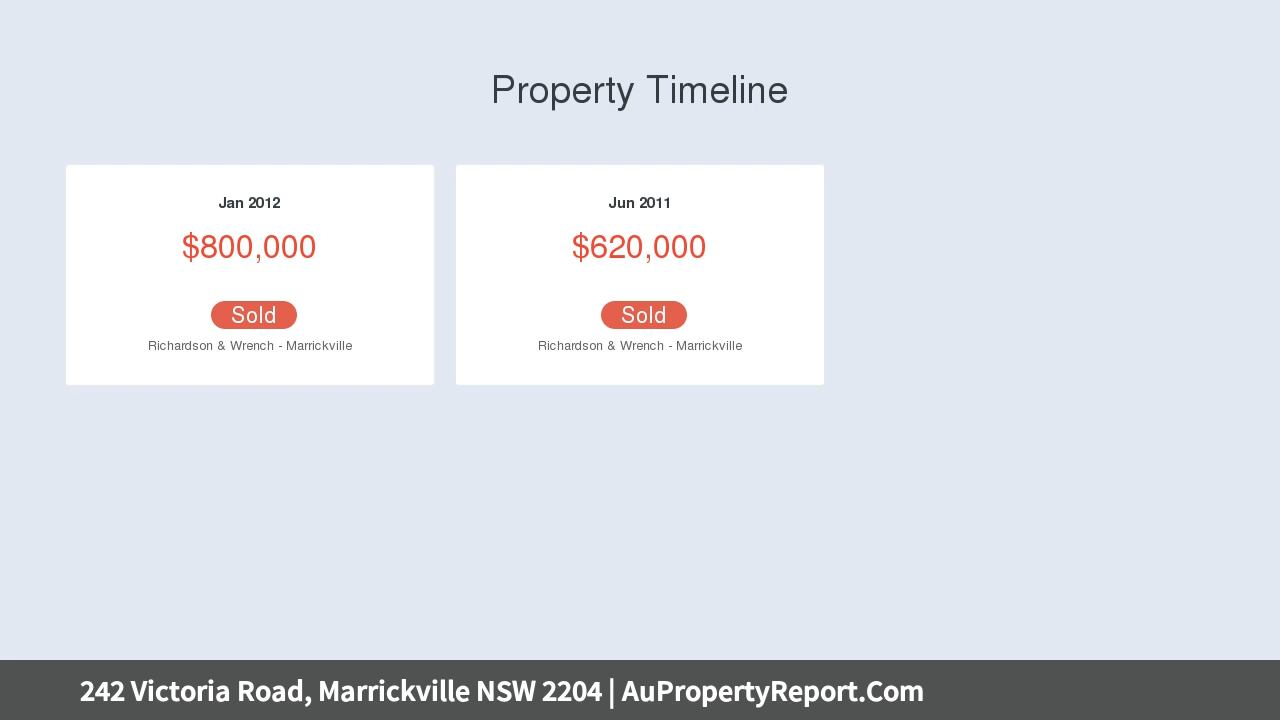 Property Timeline
Jan 2012
$800,000
Sold
Richardson & Wrench - Marrickville
Jun 2011
$620,000
Sold
Richardson & Wrench - Marrickville
242 Victoria Road, Marrickville NSW 2204 | AuPropertyReport.Com